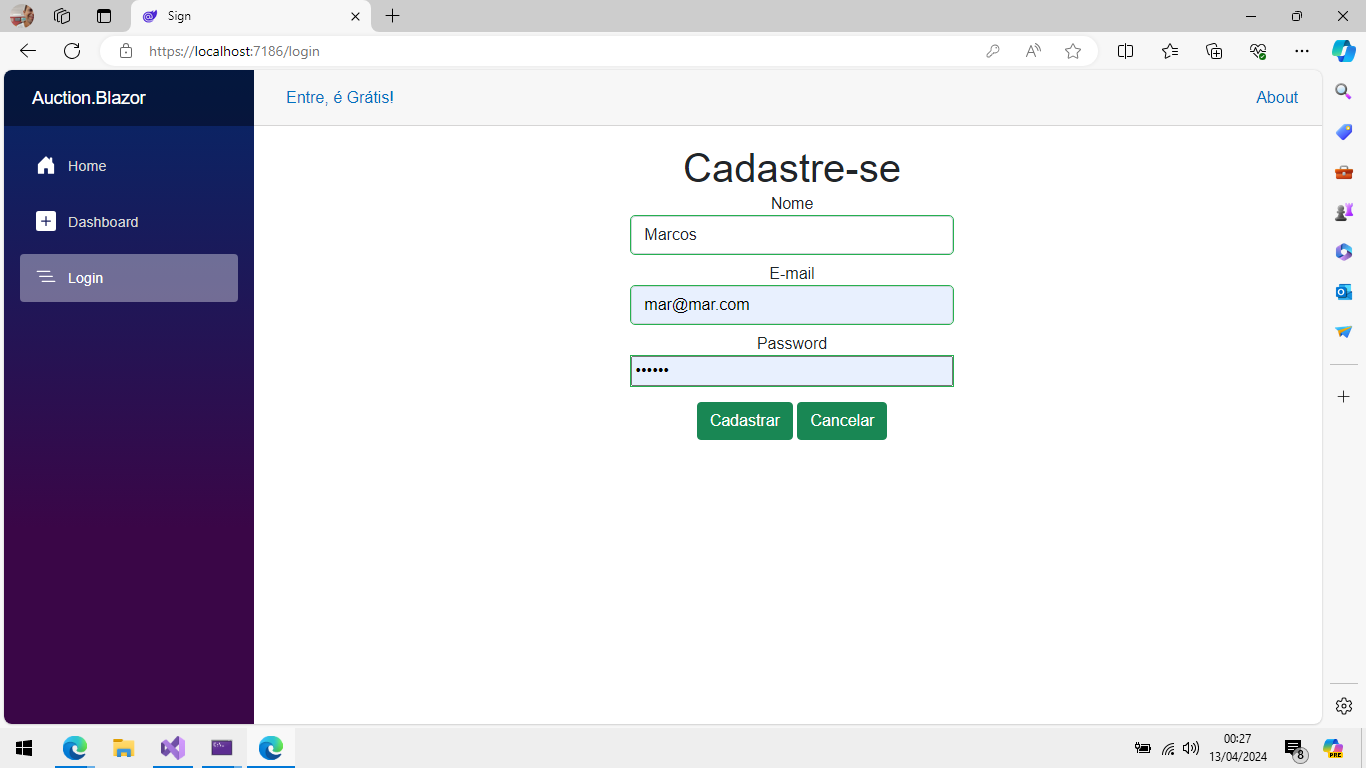 Sign
https://localhost:7186/login
Auction.Blazor
Entre, é Grátis!
About
Home
Dashboard
Login
Cadastre-se
Nome
Marcos
E-mail
mar@mar.com
Password
••••••
Cadastrar
Cancelar
00:27
13/04/2024
8
PRE